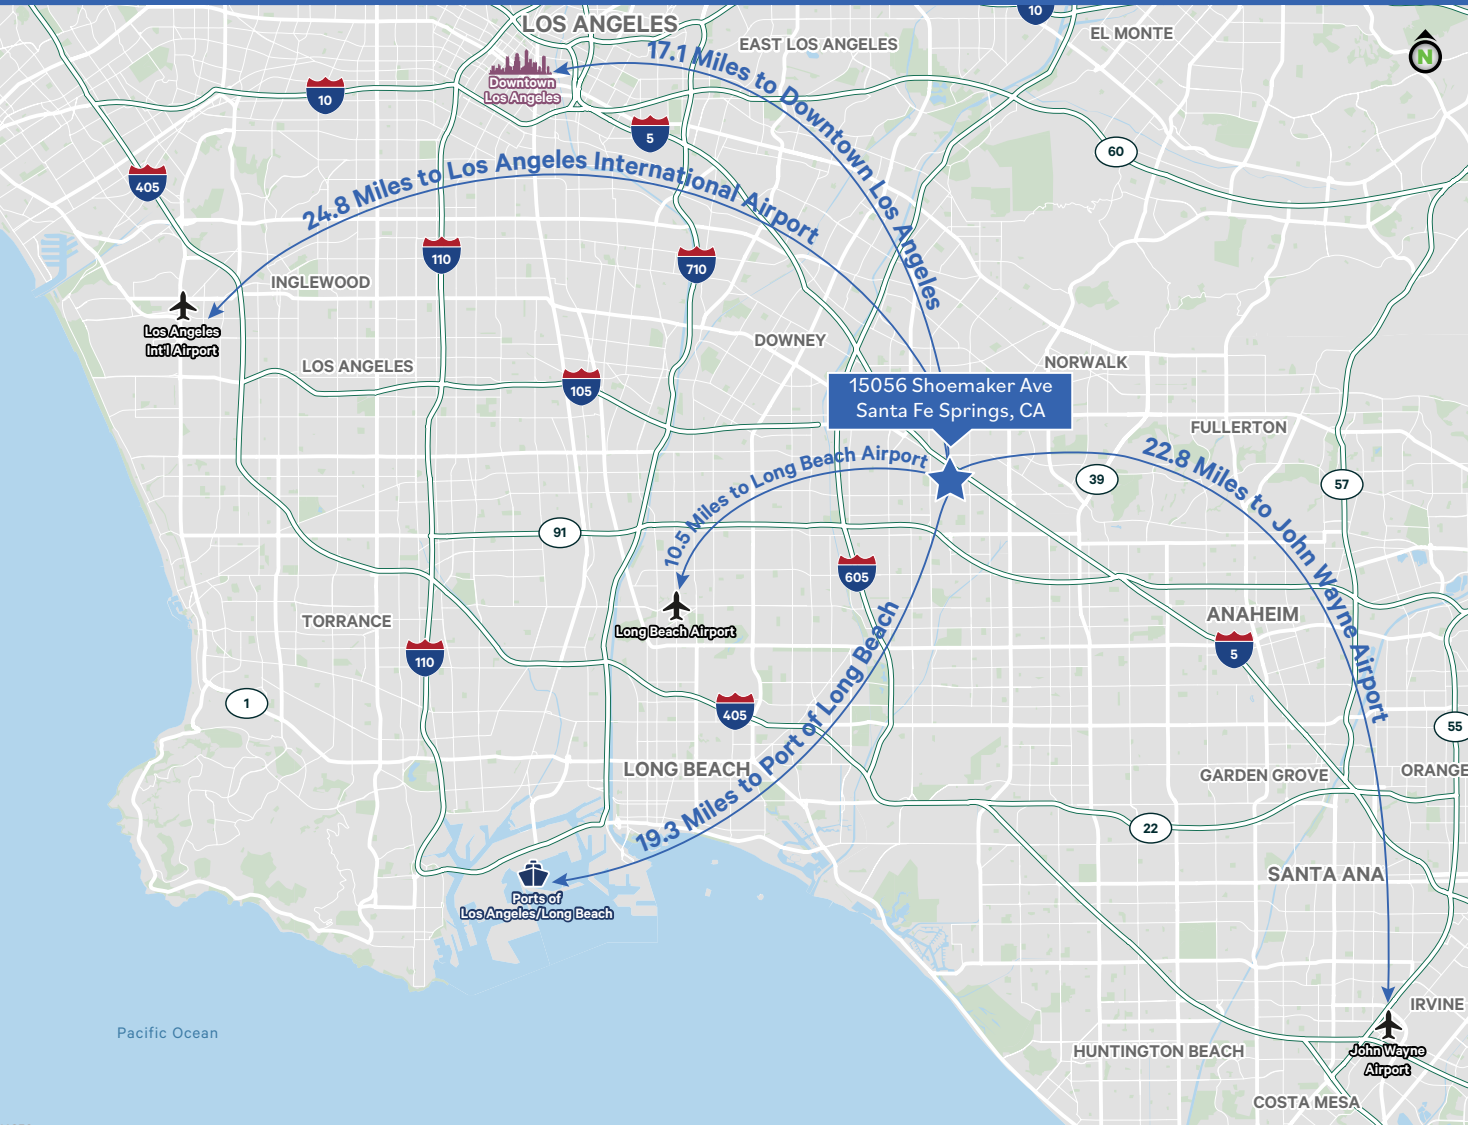 10
LOS ANGELES
EL MONTE
EAST LOS ANGELES
N
17.1 Miles to Downtown Los Angeles
Downtown
Los Angeles
10
5
60
405
24.8 Miles to Los Angeles International Airport
110
710
INGLEWOOD
Los Angeles
Int'l Airport
DOWNEY
LOS ANGELES
NORWALK
105
15056 Shoemaker Ave
Santa Fe Springs, CA
FULLERTON
10.5 Miles to Long Beach Airport
22.8 Miles to John Wayne Airport
39
57
91
605
Long Beach Airport
TORRANCE
ANAHEIM
110
5
1
405
55
LONG BEACH
19.3 Miles to Port of Long Beach
GARDEN GROVE
ORANGE
22
Ports of
Los Angeles/Long Beach
SANTA ANA
IRVINE
Pacific Ocean
HUNTINGTON BEACH
John Wayne
Airport
COSTA MESA